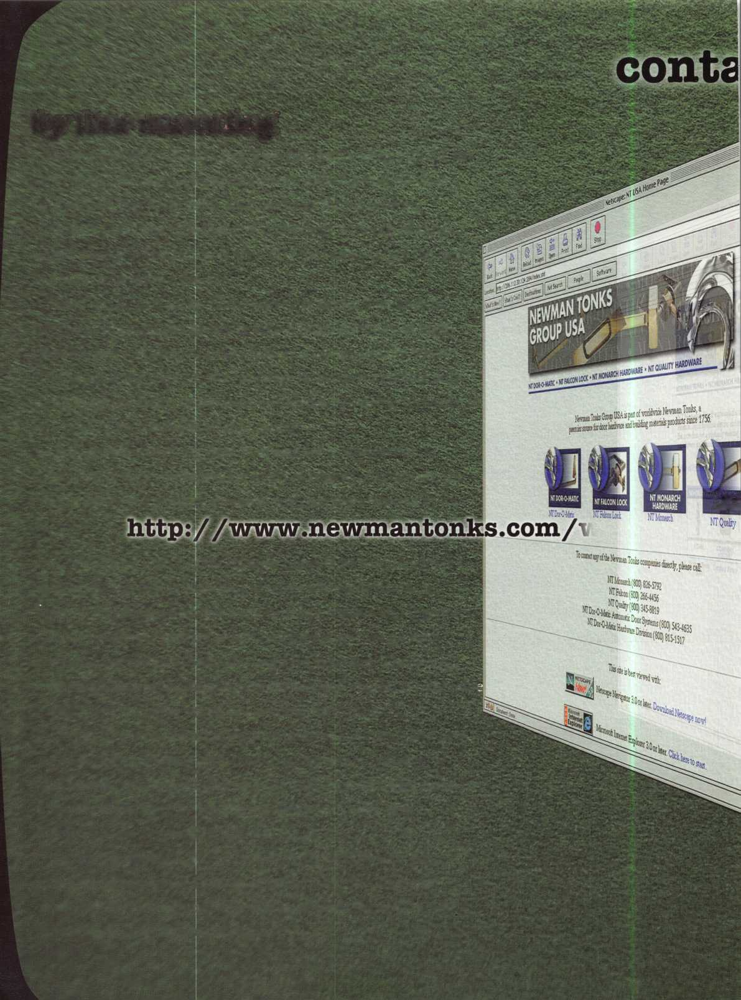 conta
by lisa
Netscape: NT USA Home Page
Back Forward Home Reload Images Open Print Find Stop
Location: http://206.112.30.124.204/index.std
What's New? What's Cool? Destinations Net Search People Software
NEWMAN TONKS
GROUP USA
NT DOR-O-MATIC • NT FALCON LOCK • NT MONARCH HARDWARE • NT QUALITY HARDWARE
Newman Tonks Group USA is part of worldwide Newman Tonks, a
premier source for door hardware and building materials products since 1756.
NT DOR-O-MATIC NT FALCON LOCK NT MONARCH HARDWARE
NT Dor-O-Matic NT Falcon Lock NT Monarch NT Quality
http://www.newmantonks.com/
To contact any of the Newman Tonks companies directly, please call:
NT Monarch (800) 826-5792
NT Falcon (800) 266-4456
NT Quality (800) 345-8819
NT Dor-O-Matic Automatic Door Systems (800) 543-4635
NT Dor-O-Matic Hardware Division (800) 815-1517
This site is best viewed with:
NETSCAPE
Now!
Netscape Navigator 3.0 or later. Download Netscape now!
Microsoft
Internet
Explorer
Microsoft Internet Explorer 3.0 or later. Click here to start.
Document: Done